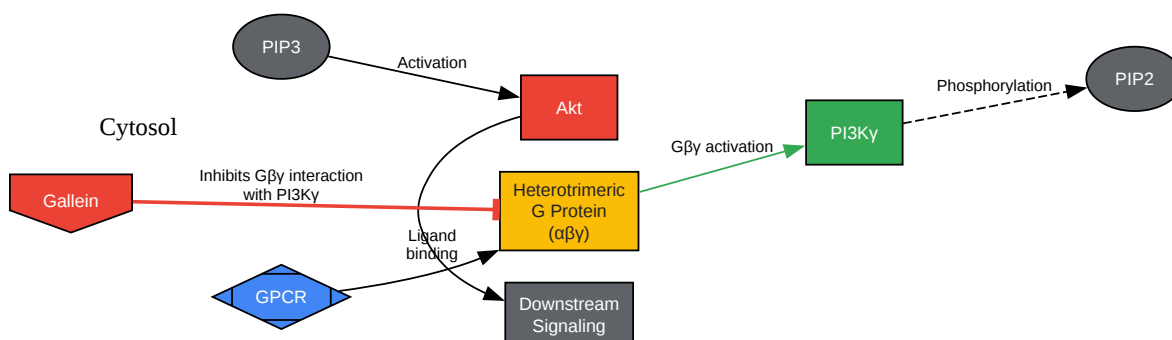 PIP3
Activation
Akt
Phosphorylation
PIP2
Cytosol
PI3Kγ
Gβγ activation
Gallein
Inhibits Gβγ interaction
with PI3Kγ
Heterotrimeric
G Protein
(αβγ)
Ligand
binding
GPCR
Downstream
Signaling